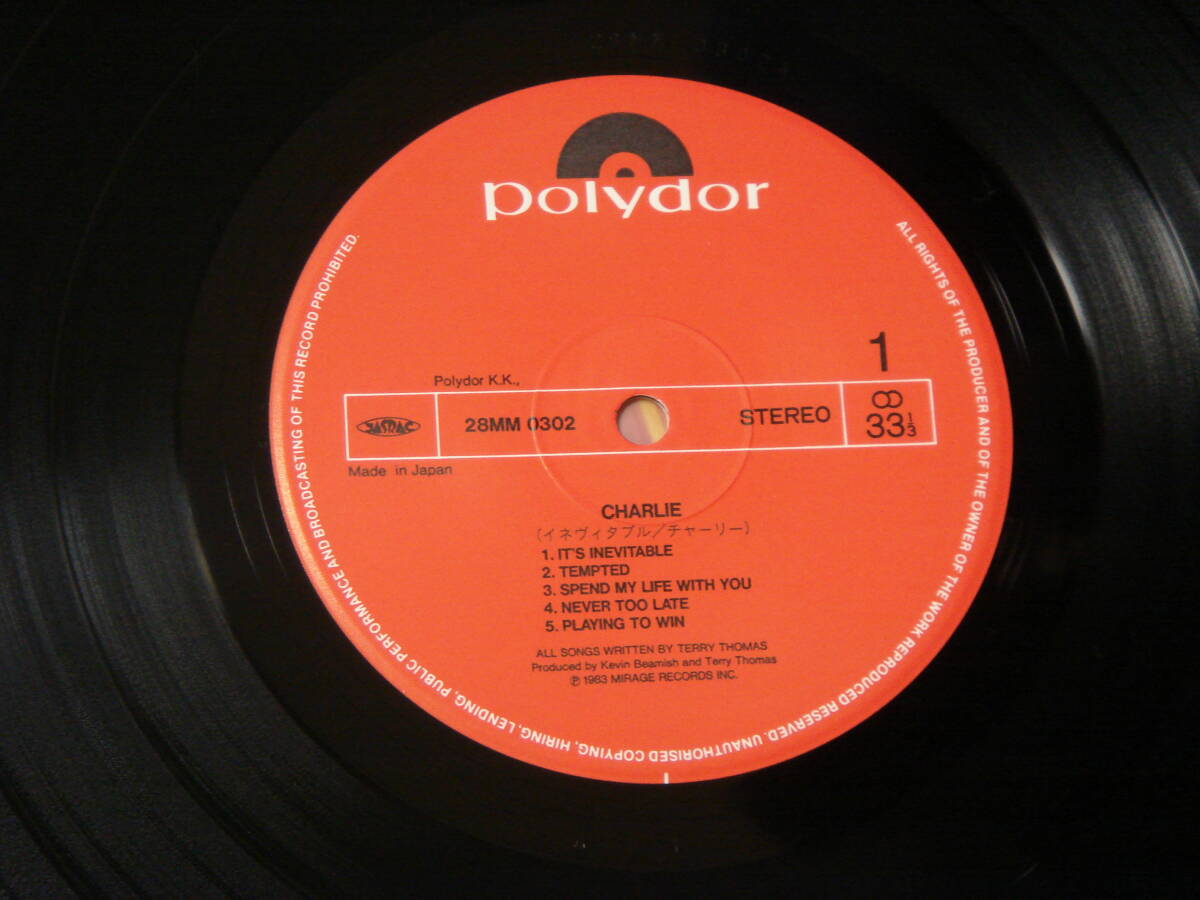 polydor
1
Polydor K.K.,
JASRAC
28MM 0302
STEREO
33 1/3
Made in Japan
CHARLIE
(イネヴィタブル/チャーリー)
1. IT'S INEVITABLE
2. TEMPTED
3. SPEND MY LIFE WITH YOU
4. NEVER TOO LATE
5. PLAYING TO WIN
ALL SONGS WRITTEN BY TERRY THOMAS
Produced by Kevin Beamish and Terry Thomas
Ⓟ 1983 MIRAGE RECORDS INC.
ALL RIGHTS OF THE PRODUCER AND OF THE OWNER OF THE WORK REPRODUCED RESERVED. UNAUTHORISED COPYING, HIRING, LENDING, PUBLIC PERFORMANCE AND BROADCASTING OF THIS RECORD PROHIBITED.